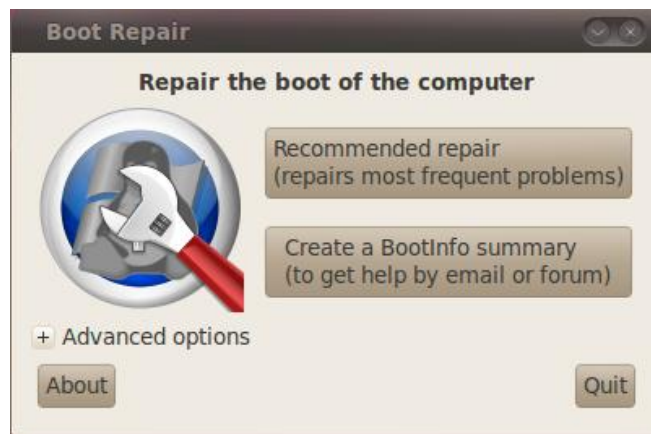 Boot Repair
Repair the boot of the computer
Recommended repair
(repairs most frequent problems)
Create a BootInfo summary
(to get help by email or forum)
+ Advanced options
About
Quit